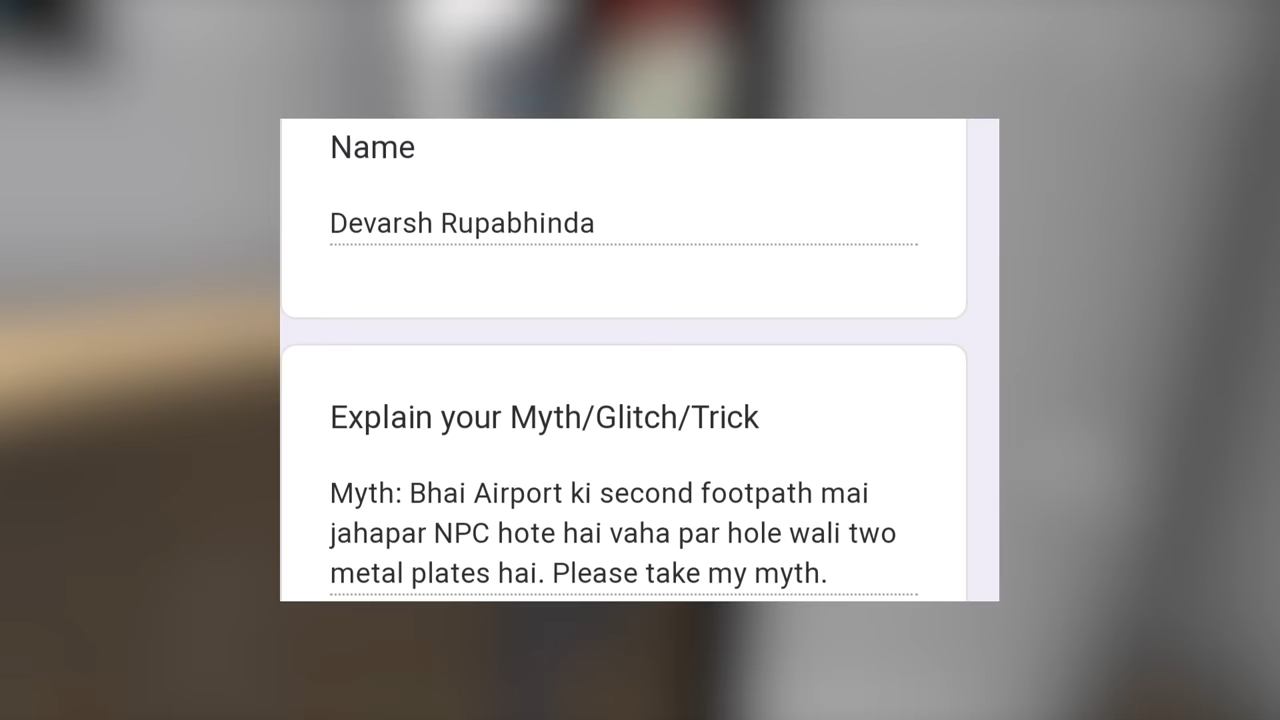 Name
Devarsh Rupabhinda
Explain your Myth/Glitch/Trick
Myth: Bhai Airport ki second footpath mai
jahapar NPC hote hai vaha par hole wali two
metal plates hai. Please take my myth.